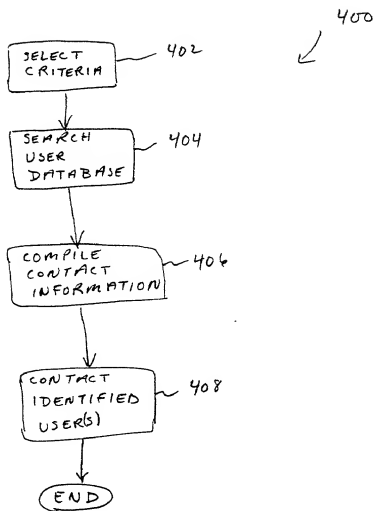 400
SELECT
CRITERIA
402
SEARCH
USER
DATABASE
404
COMPILE
CONTACT
INFORMATION
406
CONTACT
IDENTIFIED
USER(S)
408
END